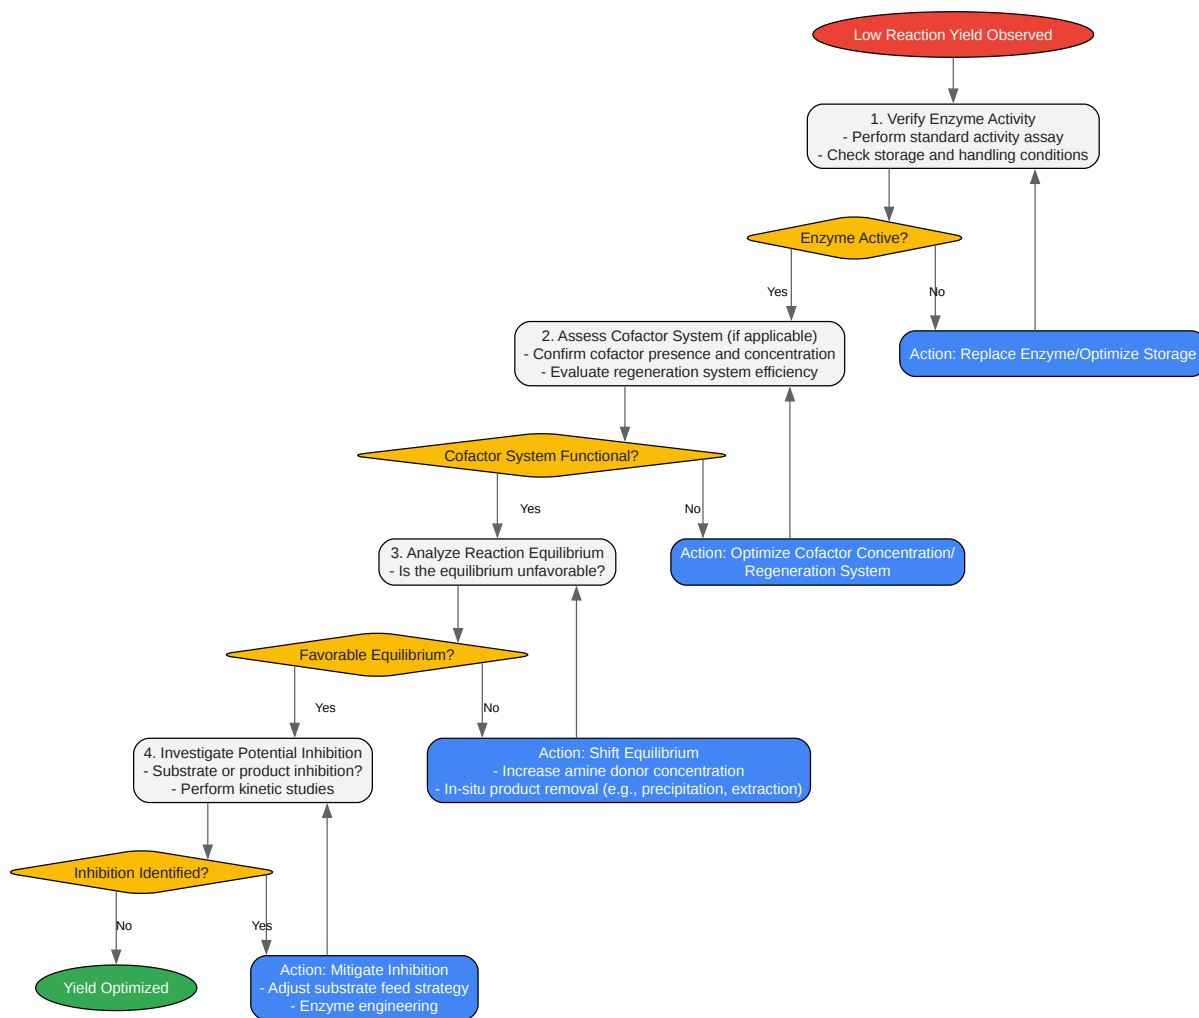 Low Reaction Yield Observed
1. Verify Enzyme Activity
- Perform standard activity assay
- Check storage and handling conditions
Enzyme Active?
Yes
No
2. Assess Cofactor System (if applicable)
- Confirm cofactor presence and concentration
- Evaluate regeneration system efficiency
Action: Replace Enzyme/Optimize Storage
Cofactor System Functional?
Yes
No
3. Analyze Reaction Equilibrium
- Is the equilibrium unfavorable?
Action: Optimize Cofactor Concentration/
Regeneration System
Favorable Equilibrium?
Yes
No
4. Investigate Potential Inhibition
- Substrate or product inhibition?
- Perform kinetic studies
Action: Shift Equilibrium
- Increase amine donor concentration
- In-situ product removal (e.g., precipitation, extraction)
Inhibition Identified?
No
Yes
Yield Optimized
Action: Mitigate Inhibition
- Adjust substrate feed strategy
- Enzyme engineering